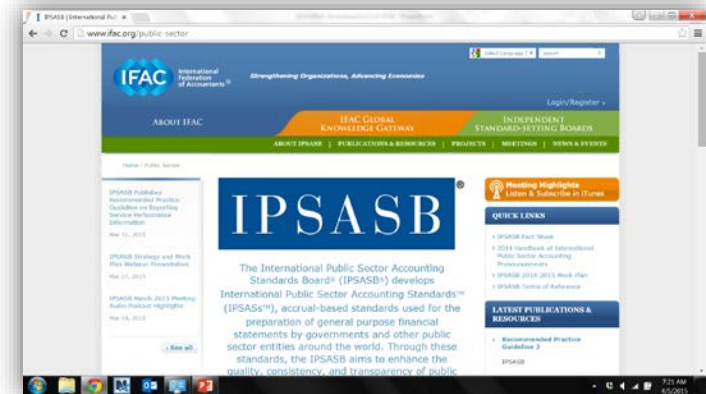 IPSASB | International Pub
www.ifac.org/public-sector
Select Language
search
IFAC
International
Federation
of Accountants®
Strengthening Organizations, Advancing Economies
Login/Register
ABOUT IFAC
IFAC GLOBAL
KNOWLEDGE GATEWAY
INDEPENDENT
STANDARD-SETTING BOARDS
ABOUT IPSASB | PUBLICATIONS & RESOURCES | PROJECTS | MEETINGS | NEWS & EVENTS
Home / Public Sector
IPSASB Publishes
Recommended Practice
Guideline on Reporting
Service Performance
Information
Mar 31, 2015
IPSASB Strategy and Work
Plan Webinar Presentation
Mar 27, 2015
IPSASB March 2015 Meeting:
Audio Podcast Highlights
Mar 19, 2015
› See all
IPSASB®
The International Public Sector Accounting
Standards Board® (IPSASB®) develops
International Public Sector Accounting Standards™
(IPSASs™), accrual-based standards used for the
preparation of general purpose financial
statements by governments and other public
sector entities around the world. Through these
standards, the IPSASB aims to enhance the
quality, consistency, and transparency of public
Meeting Highlights
Listen & Subscribe in iTunes
QUICK LINKS
› IPSASB Fact Sheet
› 2014 Handbook of International
Public Sector Accounting
Pronouncements
› IPSASB 2014-2015 Work Plan
› IPSASB Terms of Reference
LATEST PUBLICATIONS &
RESOURCES
› Recommended Practice
Guideline 3
IPSASB
7:21 AM
4/5/2015